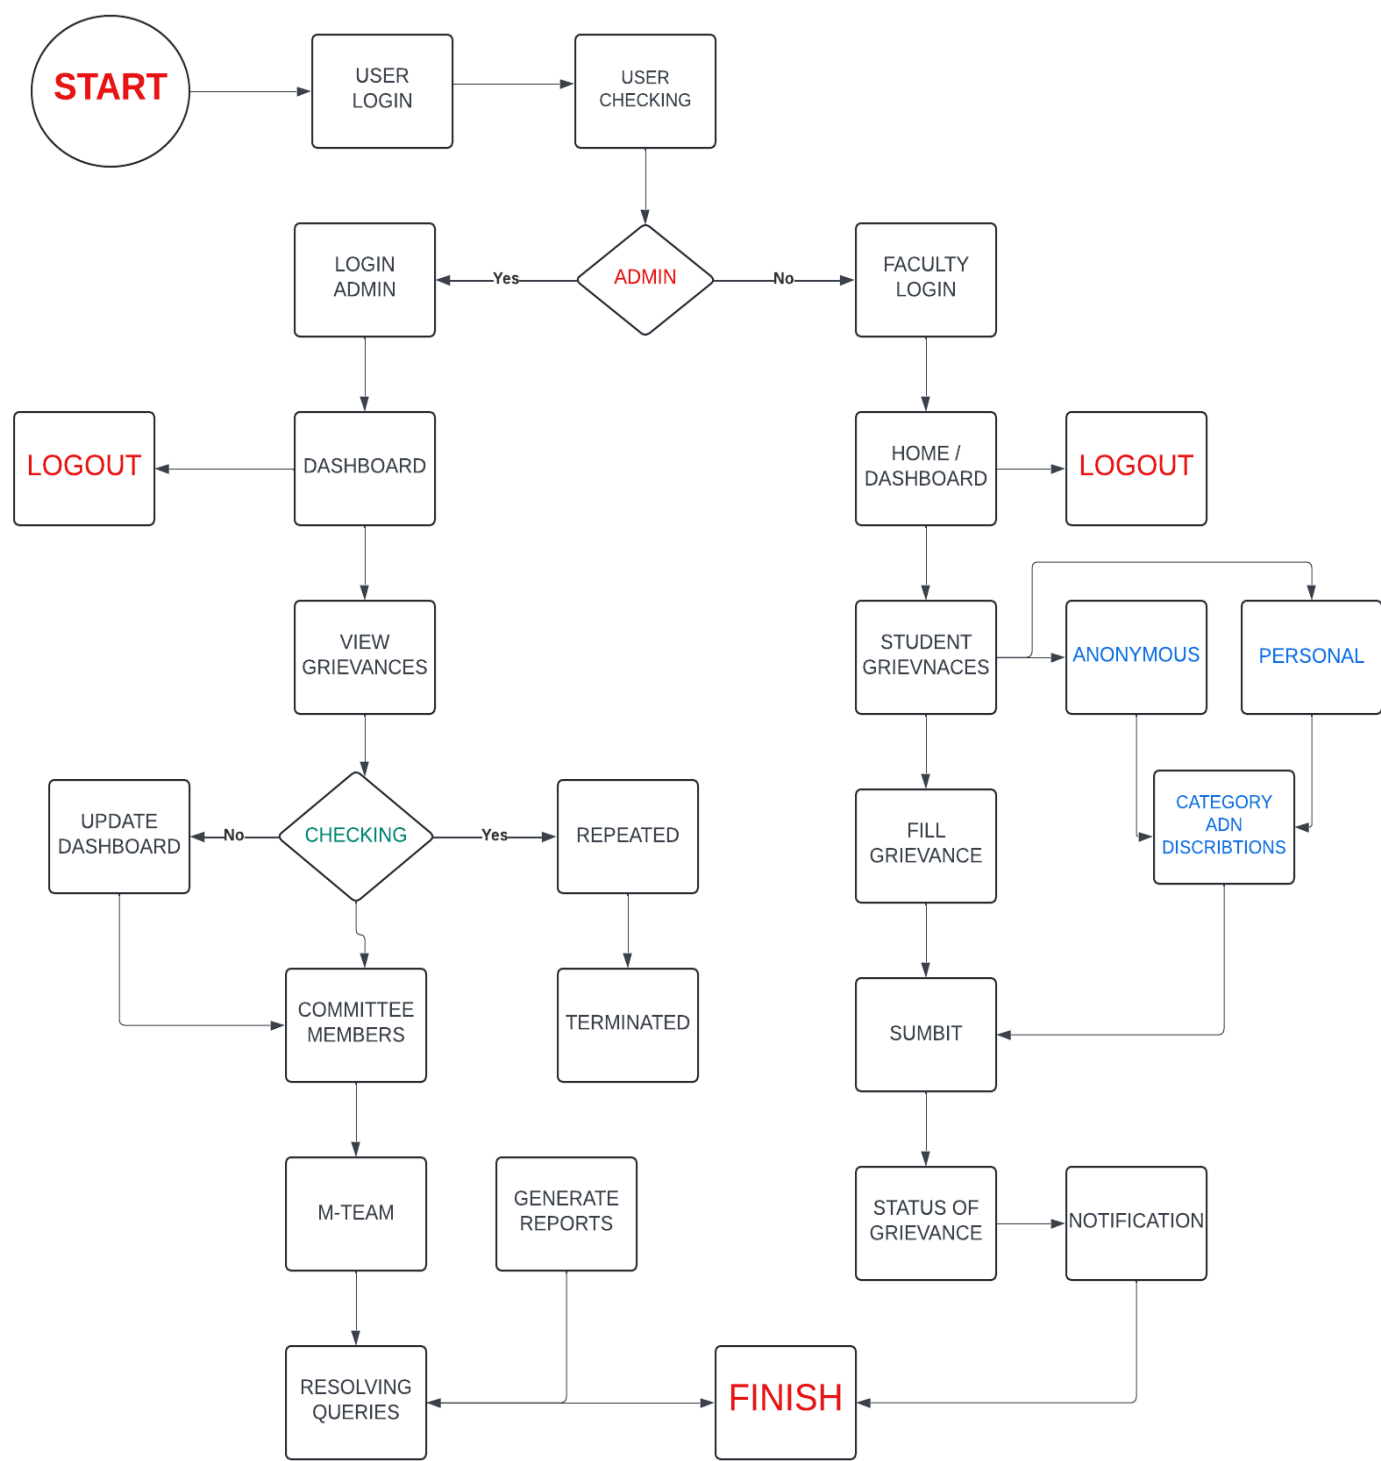 START
USER
LOGIN
USER
CHECKING
LOGIN
ADMIN
Yes
ADMIN
No
FACULTY
LOGIN
LOGOUT
DASHBOARD
HOME /
DASHBOARD
LOGOUT
VIEW
GRIEVANCES
STUDENT
GRIEVNACES
ANONYMOUS
PERSONAL
UPDATE
DASHBOARD
No
CHECKING
Yes
REPEATED
FILL
GRIEVANCE
CATEGORY
ADN
DISCRIBTIONS
COMMITTEE
MEMBERS
TERMINATED
SUMBIT
M-TEAM
GENERATE
REPORTS
STATUS OF
GRIEVANCE
NOTIFICATION
RESOLVING
QUERIES
FINISH